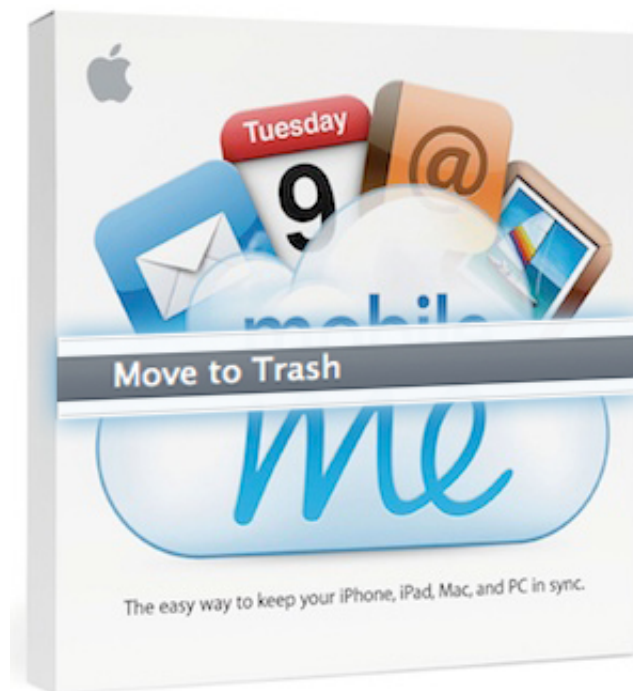 Tuesday
9
@
mobile
Move to Trash
me
The easy way to keep your iPhone, iPad, Mac, and PC in sync.